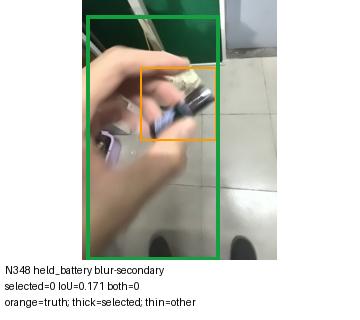 N348 held_battery blur-secondary
selected=0 IoU=0.171 both=0
orange=truth; thick=selected; thin=other